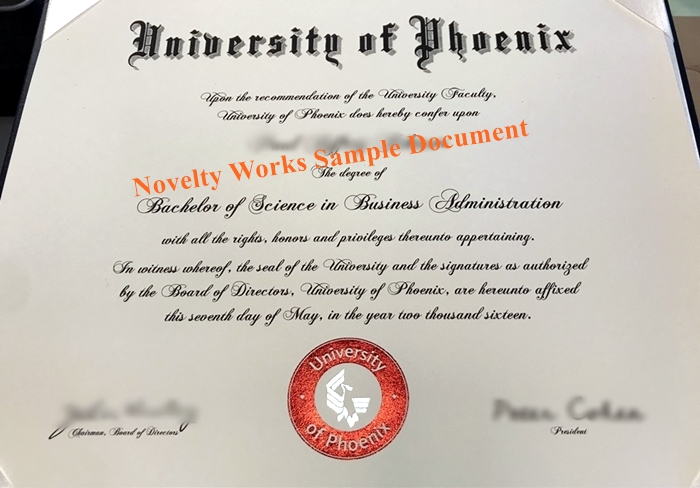 University of Phoenix
Upon the recommendation of the University Faculty,
University of Phoenix does hereby confer upon
Novelty Works Sample Document
The degree of
Bachelor of Science in Business Administration
with all the rights, honors and privileges thereunto appertaining.
In witness whereof, the seal of the University and the signatures as authorized
by the Board of Directors, University of Phoenix, are hereunto affixed
this seventh day of May, in the year two thousand sixteen.
University
of Phoenix
Chairman, Board of Directors
President